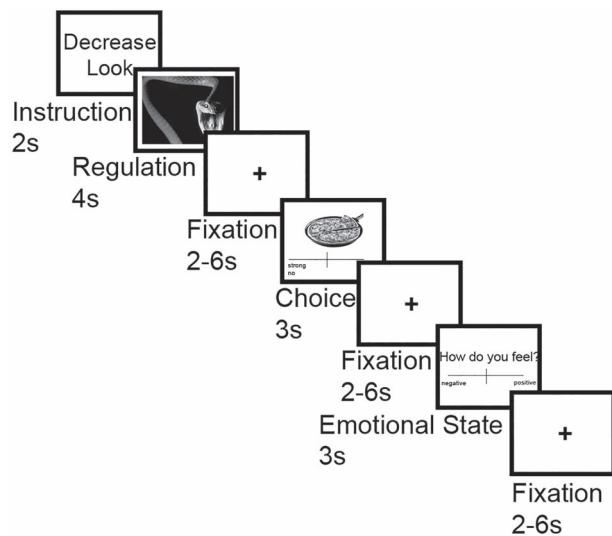 Decrease
Look
Instruction
2s
Regulation
4s
+
Fixation
2-6s
strong
no
Choice
3s
+
Fixation
2-6s
How do you feel?
negative positive
Emotional State
3s
+
Fixation
2-6s